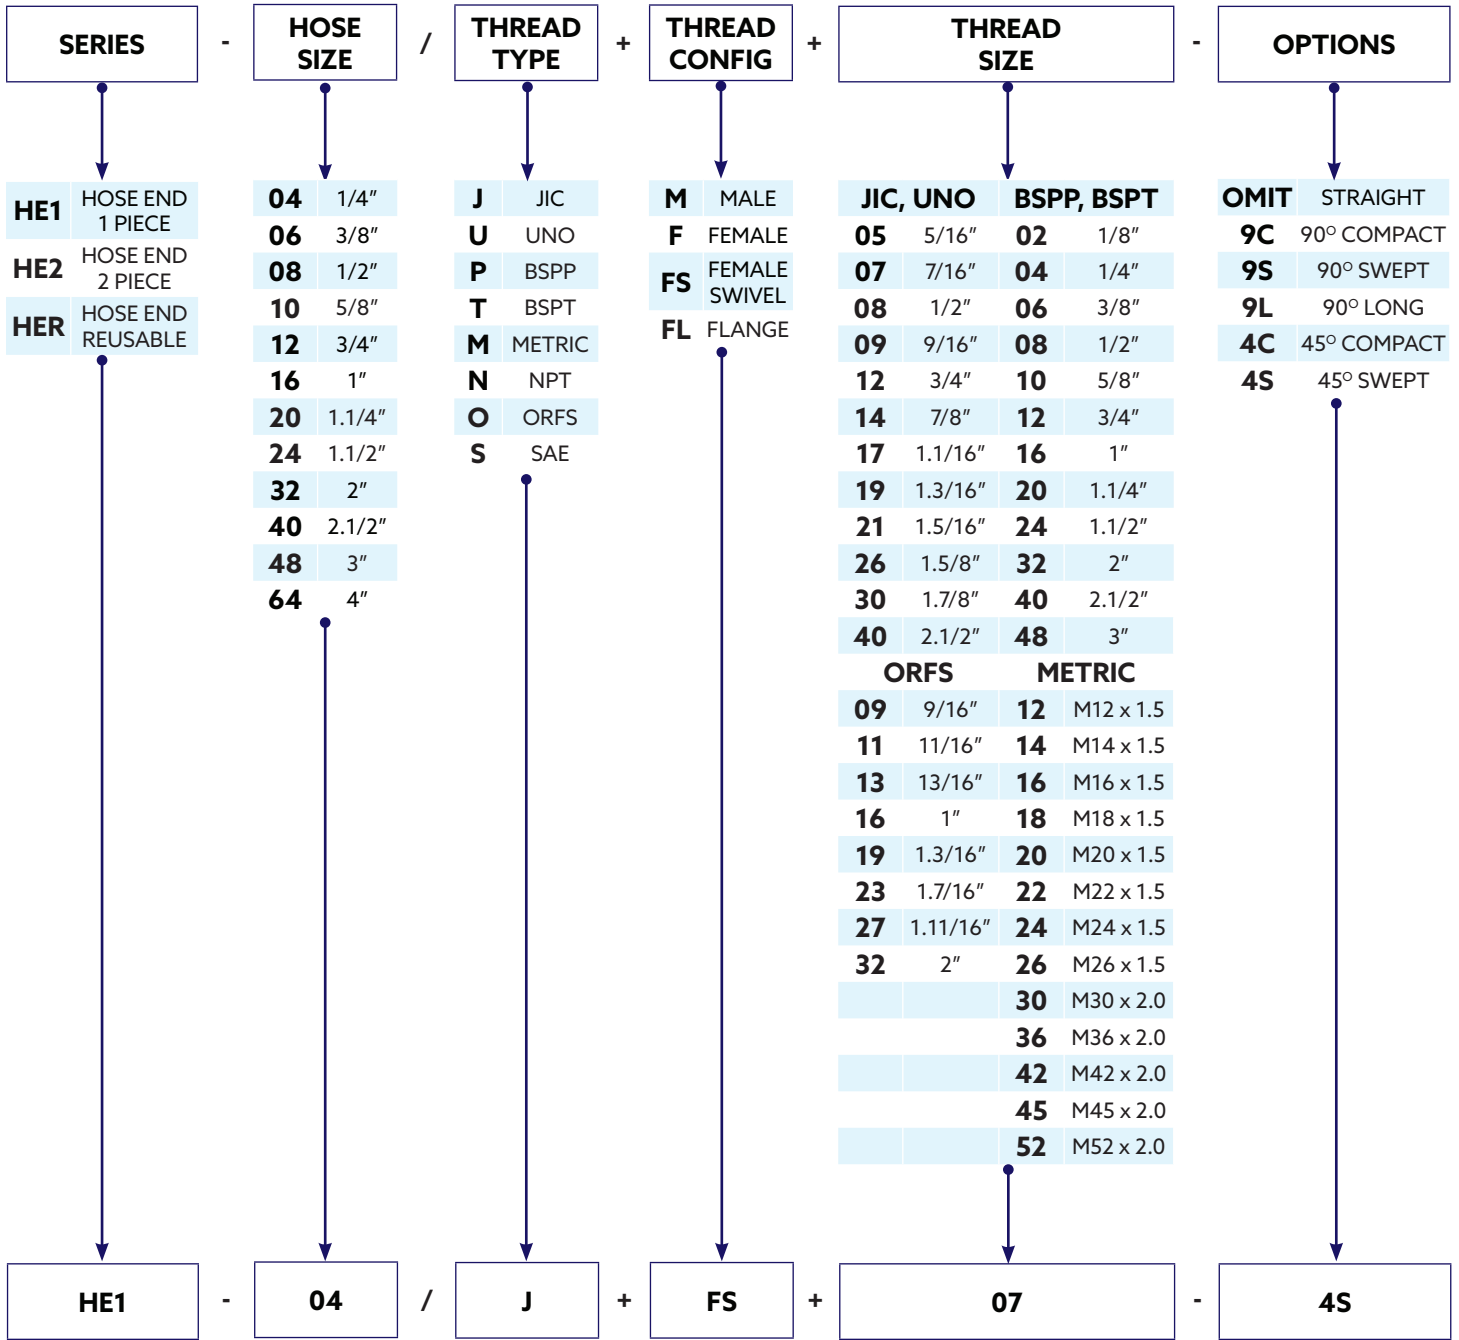 SERIES - HOSE SIZE / THREAD TYPE + THREAD CONFIG + THREAD SIZE - OPTIONS
HE1 HOSE END 1 PIECE
HE2 HOSE END 2 PIECE
HER HOSE END REUSABLE
04 1/4"
06 3/8"
08 1/2"
10 5/8"
12 3/4"
16 1"
20 1.1/4"
24 1.1/2"
32 2"
40 2.1/2"
48 3"
64 4"
J JIC
U UNO
P BSPP
T BSPT
M METRIC
N NPT
O ORFS
S SAE
M MALE
F FEMALE
FS FEMALE SWIVEL
FL FLANGE
JIC, UNO BSPP, BSPT
05 5/16" 02 1/8"
07 7/16" 04 1/4"
08 1/2" 06 3/8"
09 9/16" 08 1/2"
12 3/4" 10 5/8"
14 7/8" 12 3/4"
17 1.1/16" 16 1"
19 1.3/16" 20 1.1/4"
21 1.5/16" 24 1.1/2"
26 1.5/8" 32 2"
30 1.7/8" 40 2.1/2"
40 2.1/2" 48 3"
ORFS METRIC
09 9/16" 12 M12 x 1.5
11 11/16" 14 M14 x 1.5
13 13/16" 16 M16 x 1.5
16 1" 18 M18 x 1.5
19 1.3/16" 20 M20 x 1.5
23 1.7/16" 22 M22 x 1.5
27 1.11/16" 24 M24 x 1.5
32 2" 26 M26 x 1.5
30 M30 x 2.0
36 M36 x 2.0
42 M42 x 2.0
45 M45 x 2.0
52 M52 x 2.0
OMIT STRAIGHT
9C 90° COMPACT
9S 90° SWEPT
9L 90° LONG
4C 45° COMPACT
4S 45° SWEPT
HE1 - 04 / J + FS + 07 - 4S